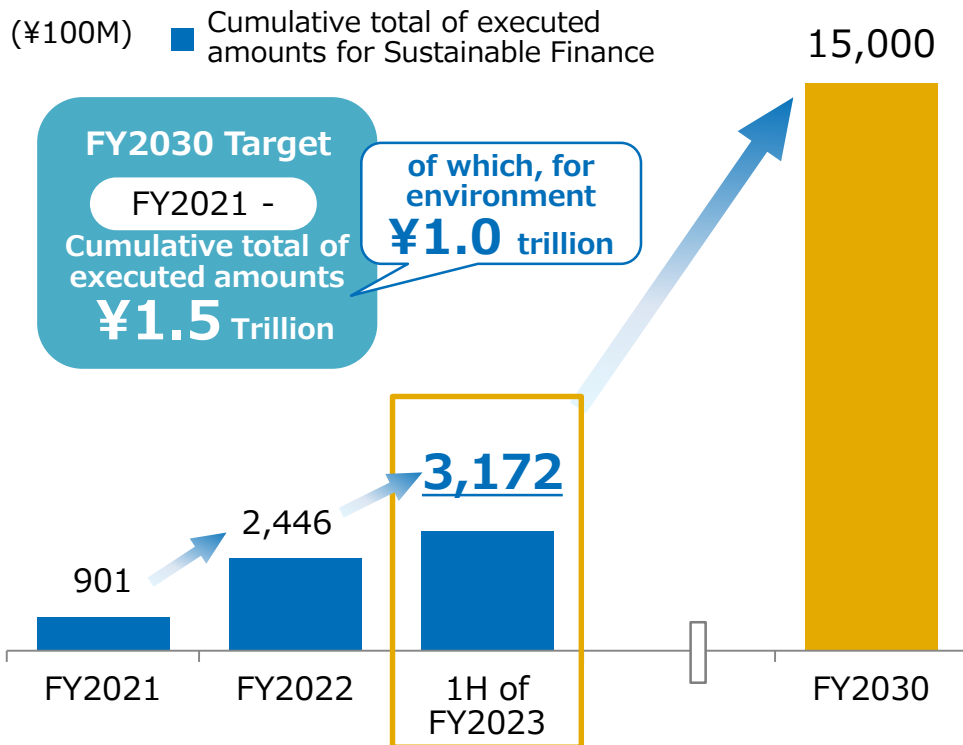 (¥100M)
Cumulative total of executed
amounts for Sustainable Finance
15,000
FY2030 Target
FY2021 -
Cumulative total of
executed amounts
¥1.5 Trillion
of which, for
environment
¥1.0 trillion
3,172
2,446
901
FY2021
FY2022
1H of
FY2023
FY2030